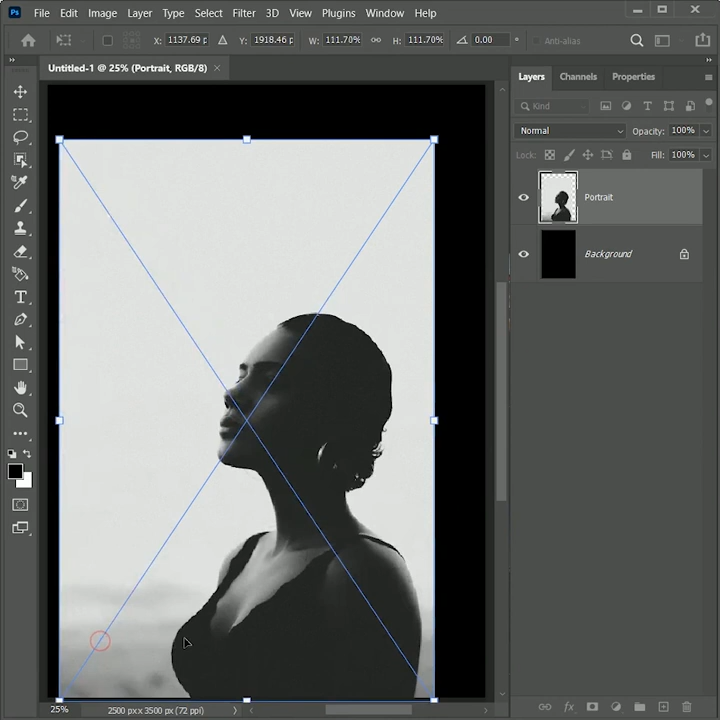 Ps File Edit Image Layer Type Select Filter 3D View Plugins Window Help
X: 1137.69 p Y: 1918.46 p W: 111.70% H: 111.70% 0.00 ° Anti-alias
Untitled-1 @ 25% (Portrait, RGB/8) ×
Layers Channels Properties
Kind
Normal Opacity: 100%
Lock: Fill: 100%
Portrait
Background
25% 2500 px x 3500 px (72 ppi)